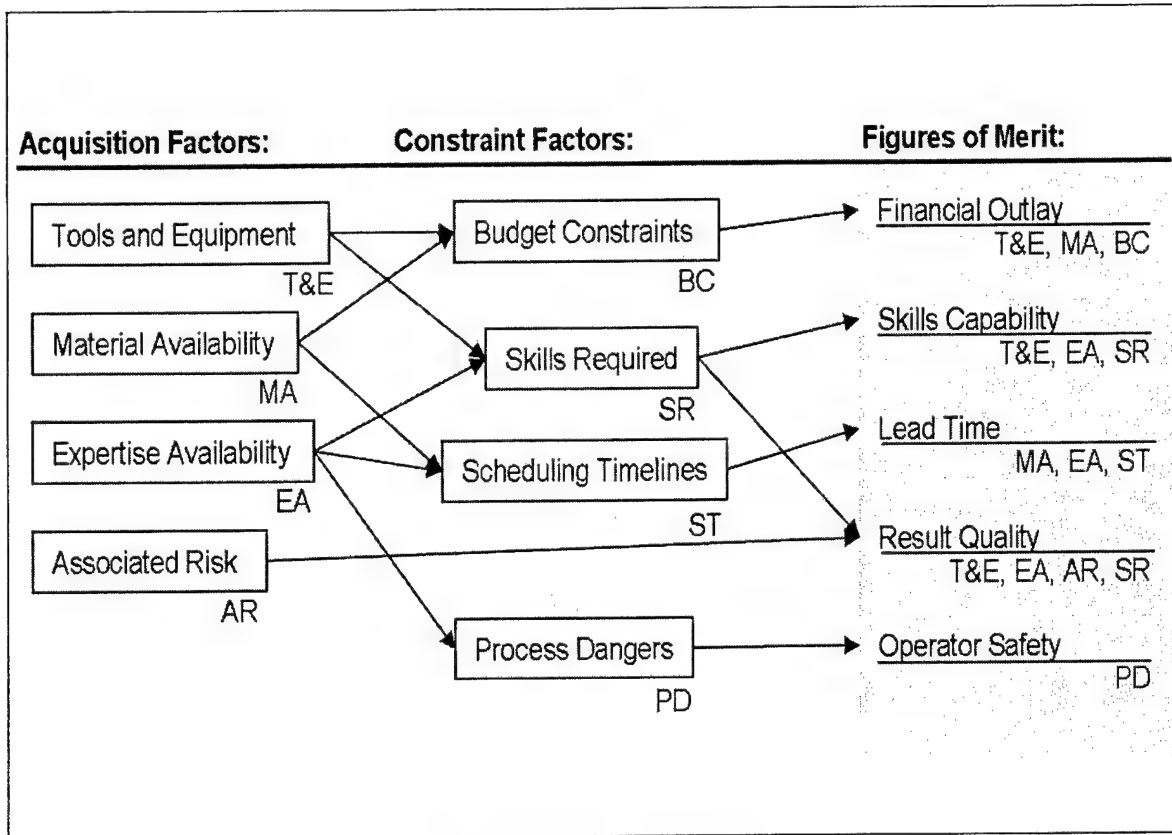 Acquisition Factors: Constraint Factors: Figures of Merit:
Tools and Equipment
T&E
Material Availability
MA
Expertise Availability
EA
Associated Risk
AR
Budget Constraints
BC
Skills Required
SR
Scheduling Timelines
ST
Process Dangers
PD
Financial Outlay
T&E, MA, BC
Skills Capability
T&E, EA, SR
Lead Time
MA, EA, ST
Result Quality
T&E, EA, AR, SR
Operator Safety
PD